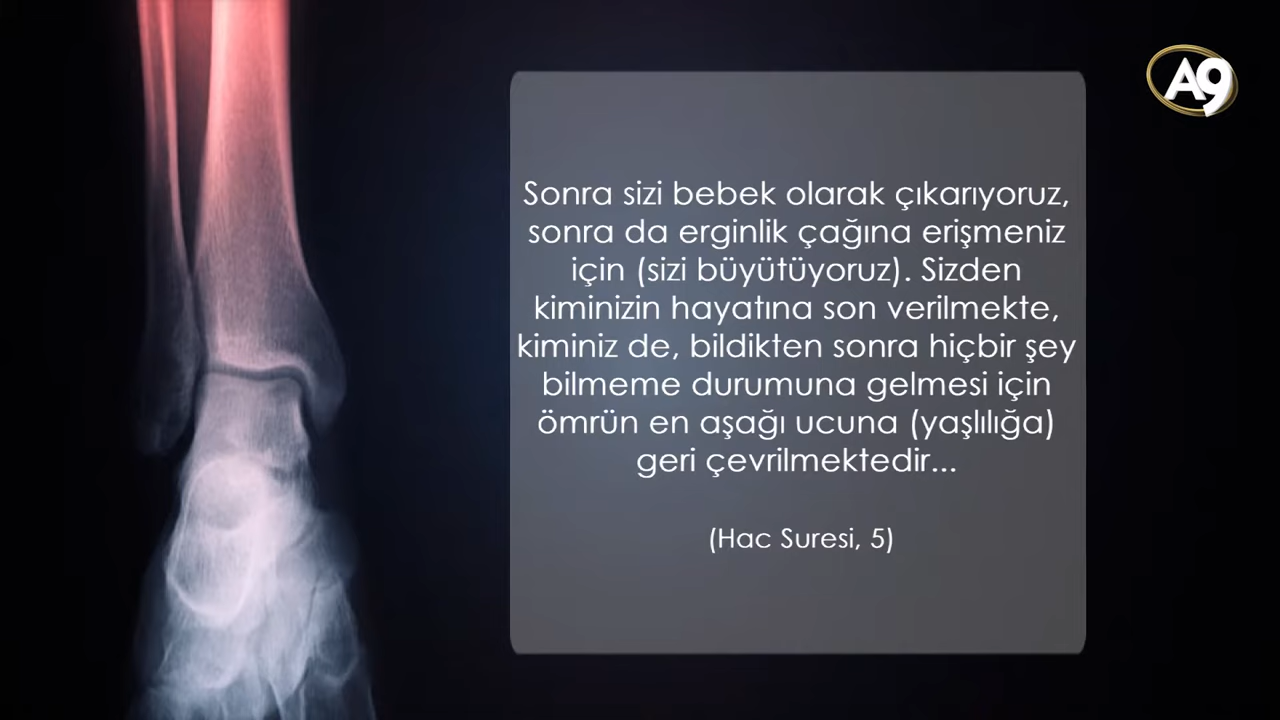 A9
Sonra sizi bebek olarak çıkarıyoruz,
sonra da erginlik çağına erişmeniz
için (sizi büyütüyoruz). Sizden
kiminizin hayatına son verilmekte,
kiminiz de, bildikten sonra hiçbir şey
bilmeme durumuna gelmesi için
ömrün en aşağı ucuna (yaşlılığa)
geri çevrilmektedir...
(Hac Suresi, 5)